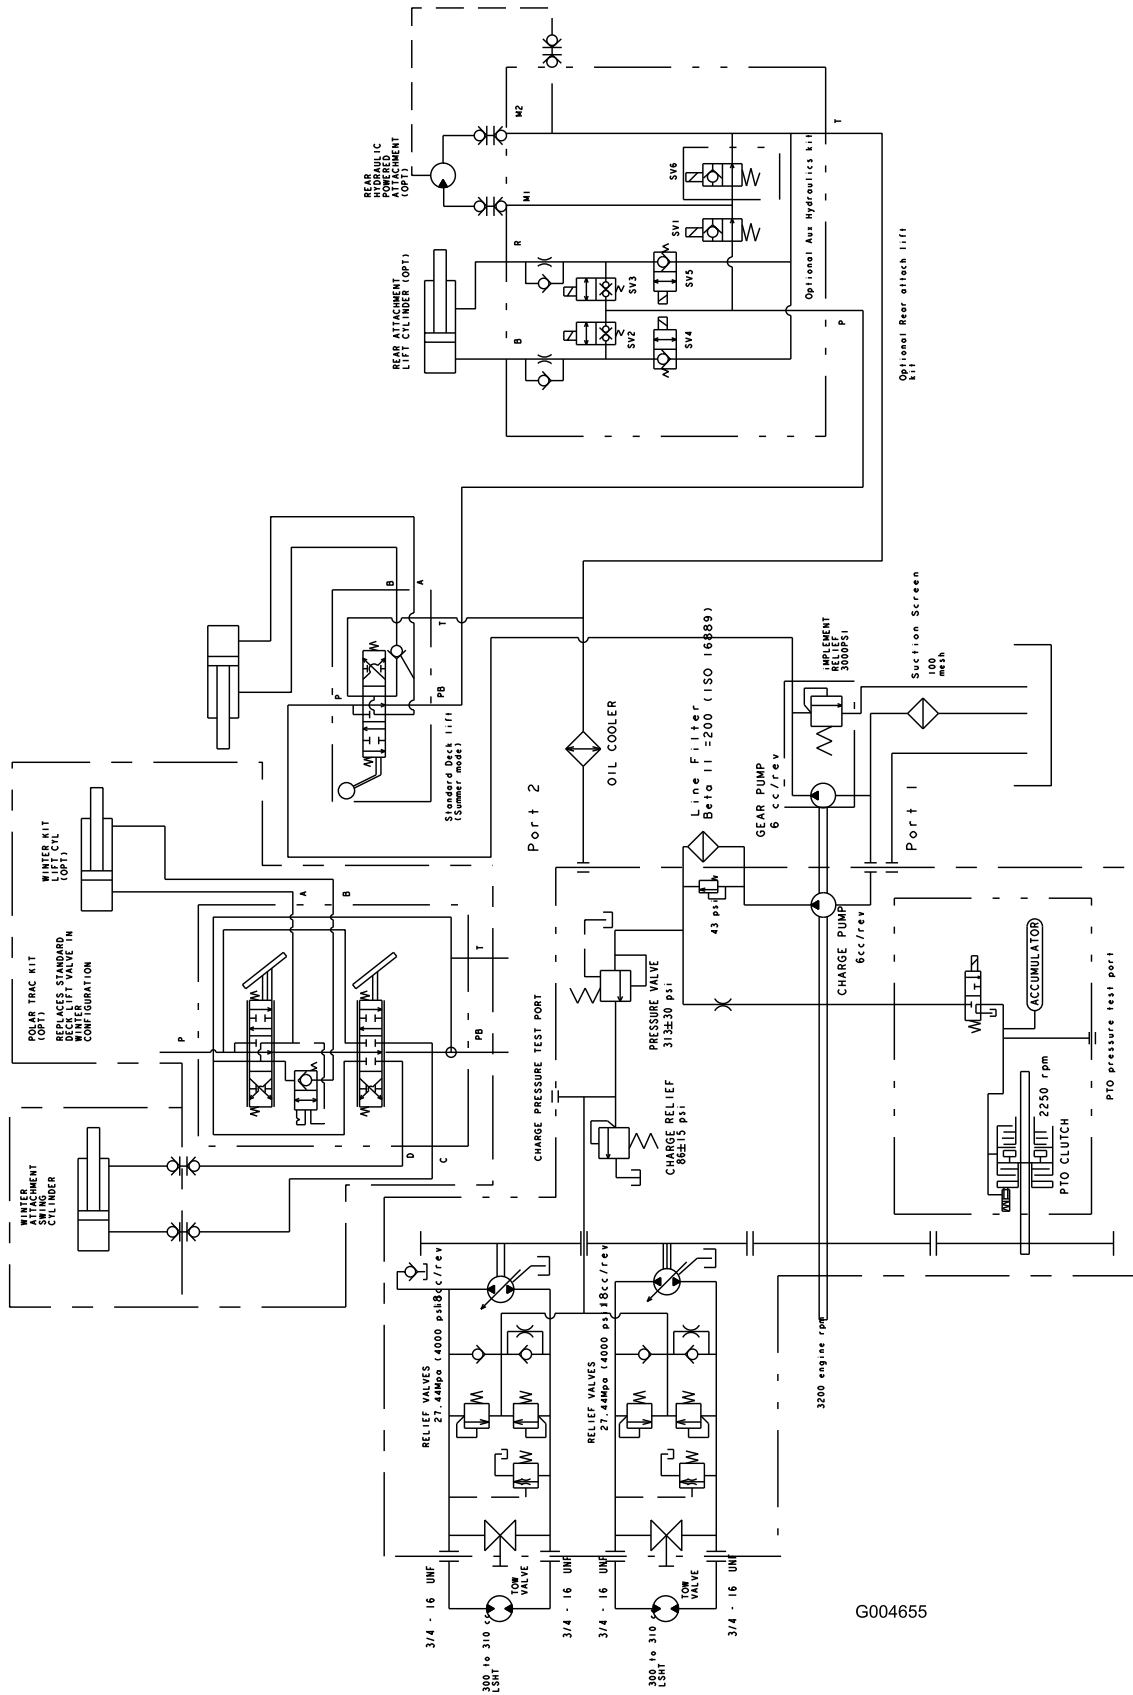 REAR
HYDRAULIC
POWERED
ATTACHMENT
(OPT)
M2
M1
T
SV6
SV1
R
SV3
SV5
REAR ATTACHMENT
LIFT CYLINDER (OPT)
B
SV2
SV4
P
Optional Aux Hydraulics kit
Optional Rear attach lift
kit
B
A
T
P
PB
Standard Deck lift
(Summer mode)
OIL COOLER
Line Filter
Beta 11 =200 (ISO 16889)
IMPLEMENT
RELIEF
3000PSI
Suction Screen
100
mesh
GEAR PUMP
6 cc/rev
Port 2
Port 1
WINTER KIT
LIFT CYL
(OPT)
A
B
POLAR TRAC KIT
(OPT)
REPLACES STANDARD
DECK LIFT VALVE IN
WINTER
CONFIGURATION
P
T
PB
D
C
WINTER
ATTACHMENT
SWING
CYLINDER
43 psi
CHARGE PUMP
6cc/rev
PRESSURE VALVE
313±30 psi
CHARGE PRESSURE TEST PORT
CHARGE RELIEF
86±15 psi
ACCUMULATOR
PTO pressure test port
2250 rpm
PTO CLUTCH
3200 engine rpm
RELIEF VALVES
27.44Mpa (4000 psi)
18cc/rev
RELIEF VALVES
27.44Mpa (4000 psi)
18cc/rev
3/4 - 16 UNF
TOW
VALVE
3/4 - 16 UNF
300 to 310 cc
LSHT
3/4 - 16 UNF
TOW
VALVE
3/4 - 16 UNF
300 to 310 c
LSHT
G004655